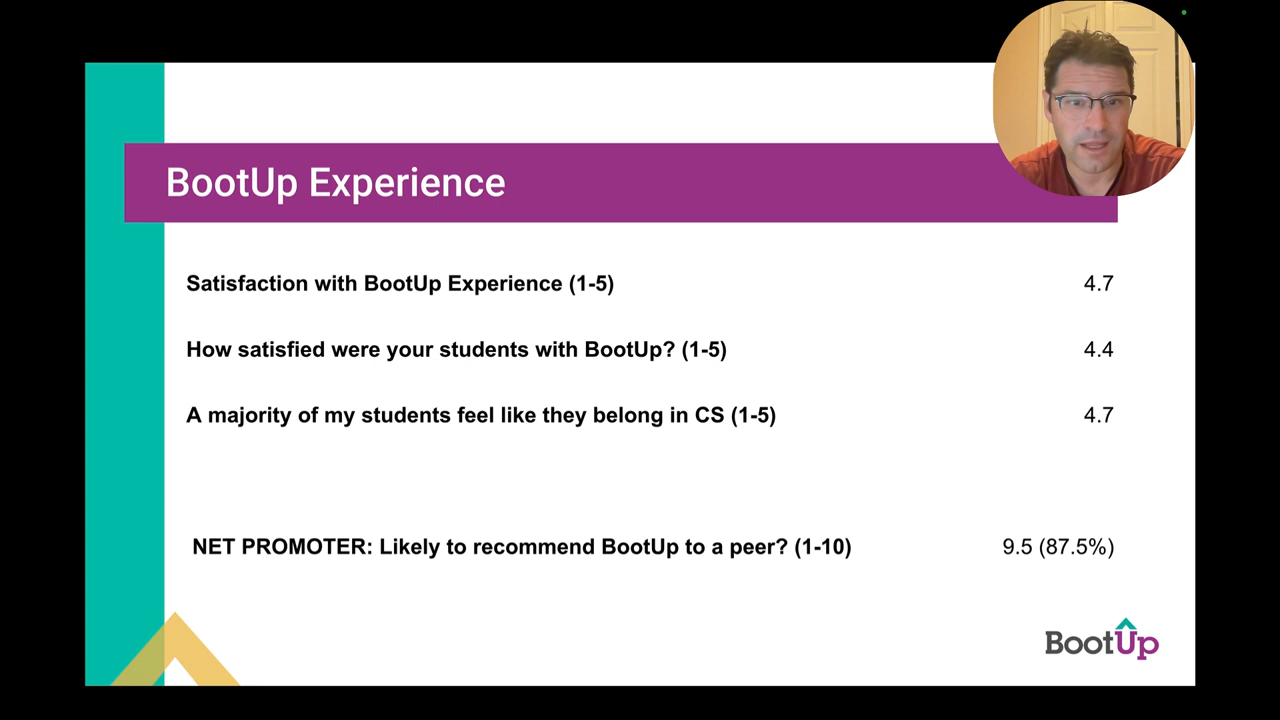 BootUp Experience
Satisfaction with BootUp Experience (1-5) 4.7
How satisfied were your students with BootUp? (1-5) 4.4
A majority of my students feel like they belong in CS (1-5) 4.7
NET PROMOTER: Likely to recommend BootUp to a peer? (1-10) 9.5 (87.5%)
BootUp